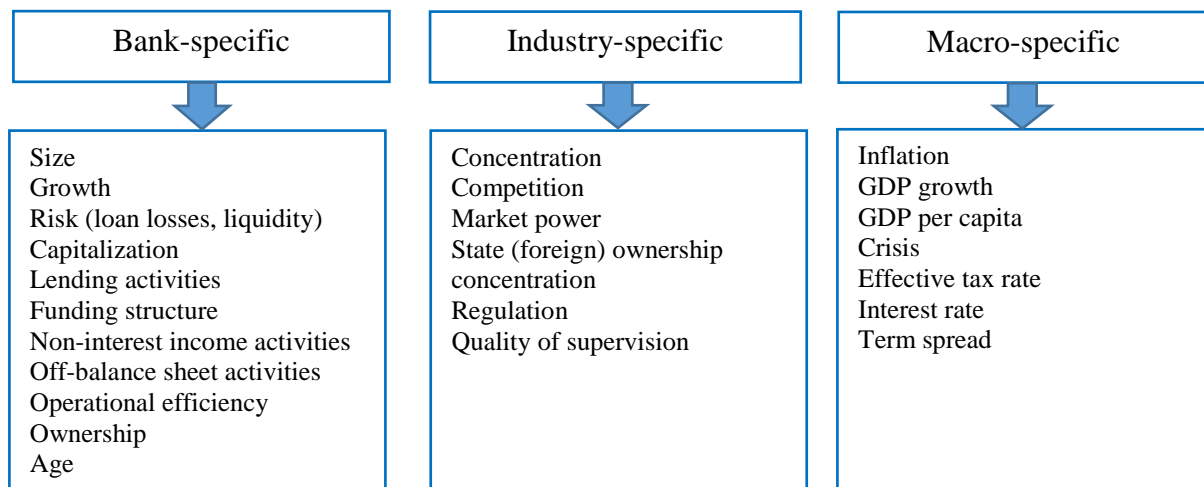 Bank-specific
Size
Growth
Risk (loan losses, liquidity)
Capitalization
Lending activities
Funding structure
Non-interest income activities
Off-balance sheet activities
Operational efficiency
Ownership
Age
Industry-specific
Concentration
Competition
Market power
State (foreign) ownership
concentration
Regulation
Quality of supervision
Macro-specific
Inflation
GDP growth
GDP per capita
Crisis
Effective tax rate
Interest rate
Term spread